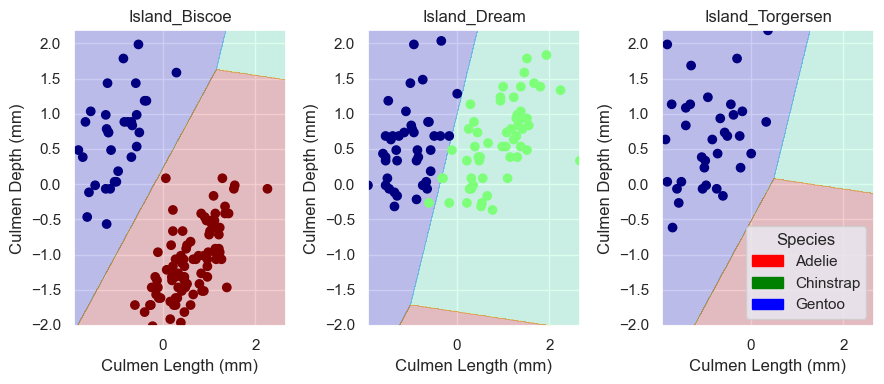 Island_Biscoe
Island_Dream
Island_Torgersen
Culmen Depth (mm)
2.0
1.5
1.0
0.5
0.0
−0.5
−1.0
−1.5
−2.0
0
2
Culmen Length (mm)
Culmen Depth (mm)
2.0
1.5
1.0
0.5
0.0
−0.5
−1.0
−1.5
−2.0
0
2
Culmen Length (mm)
Culmen Depth (mm)
2.0
1.5
1.0
0.5
0.0
−0.5
−1.0
−1.5
−2.0
0
2
Culmen Length (mm)
Species
Adelie
Chinstrap
Gentoo